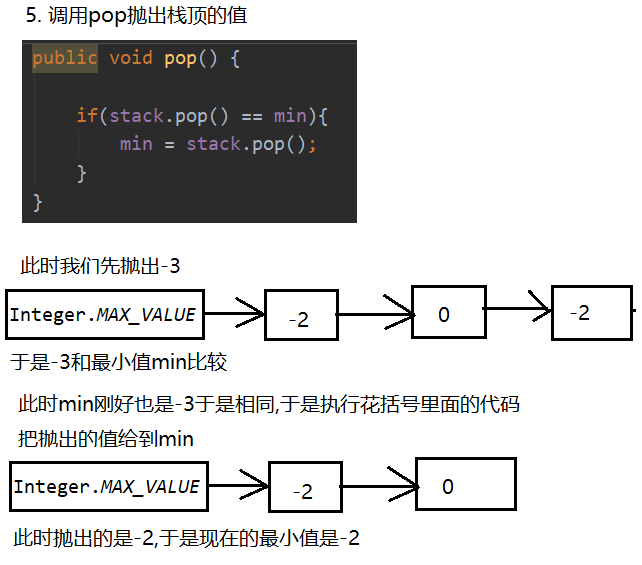 5. 调用pop抛出栈顶的值
public void pop() {
if(stack.pop() == min){
min = stack.pop();
}
}
此时我们先抛出-3
Integer.MAX_VALUE -2 0 -2
于是-3和最小值min比较
此时min刚好也是-3于是相同,于是执行花括号里面的代码
把抛出的值给到min
Integer.MAX_VALUE -2 0
此时抛出的是-2,于是现在的最小值是-2